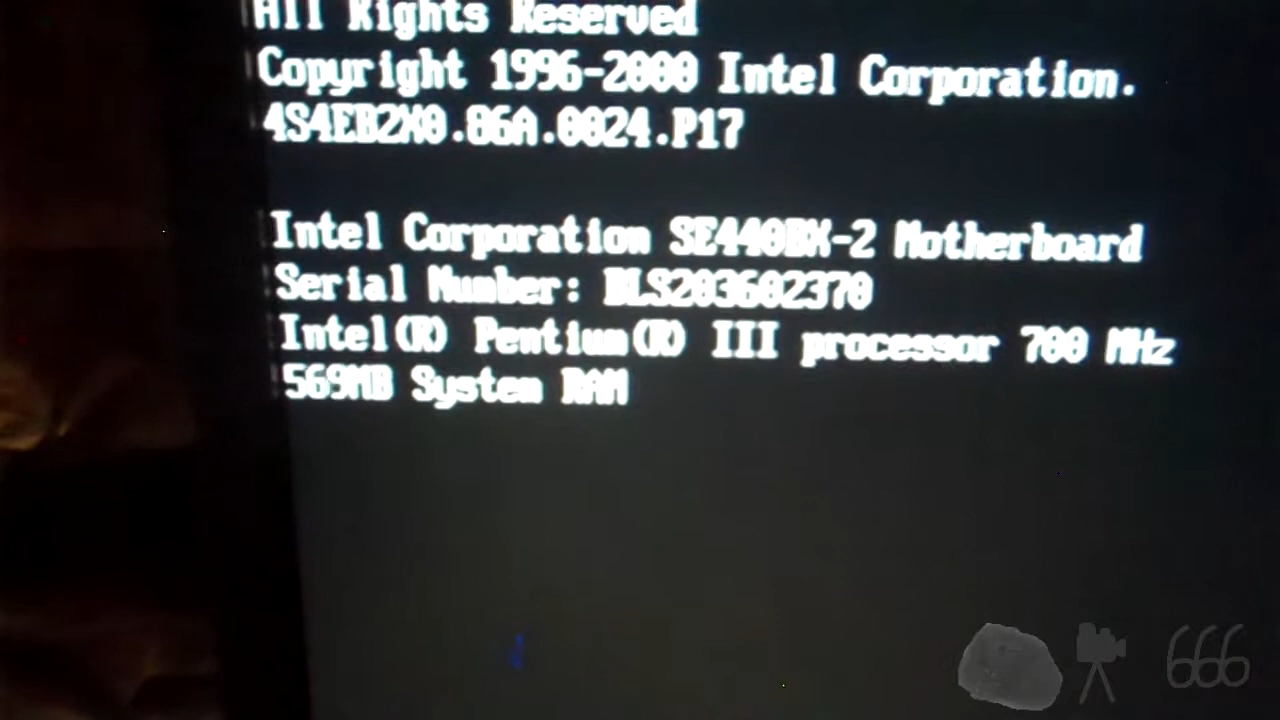 All Rights Reserved
Copyright 1996-2000 Intel Corporation.
4S4EB2X0.86A.0024.P17
Intel Corporation SE440BX-2 Motherboard
Serial Number: BLS203602370
Intel(R) Pentium(R) III processor 700 MHz
569MB System RAM
666